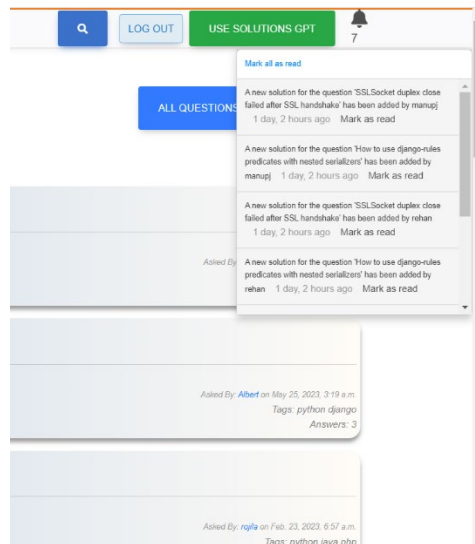 LOG OUT
USE SOLUTIONS GPT
7
Mark all as read
ALL QUESTIONS
A new solution for the question 'SSLSocket duplex close
failed after SSL handshake' has been added by manupj
1 day, 2 hours ago Mark as read
A new solution for the question 'How to use django-rules
predicates with nested serializers' has been added by
manupj 1 day, 2 hours ago Mark as read
A new solution for the question 'SSLSocket duplex close
failed after SSL handshake' has been added by rehan
1 day, 2 hours ago Mark as read
Asked By
A new solution for the question 'How to use django-rules
predicates with nested serializers' has been added by
rehan 1 day, 2 hours ago Mark as read
Asked By: Albert on May 25, 2023, 3:19 a.m.
Tags: python django
Answers: 3
Asked By: rojla on Feb. 23, 2023, 6:57 a.m.
Tags: python java php